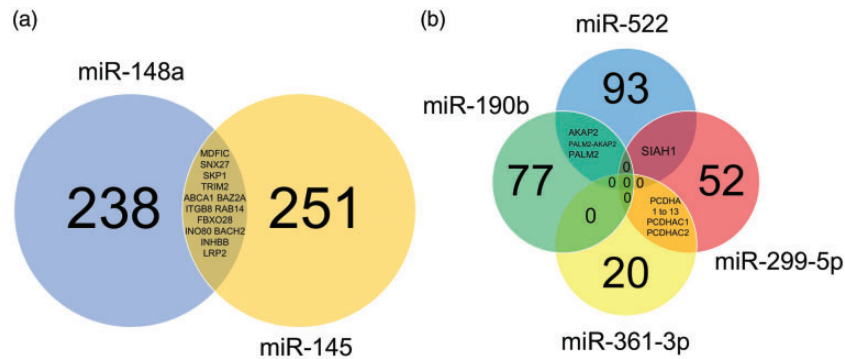 (a)
miR-148a
238
MDFIC
SNX27
SKP1
TRIM2
ABCA1 BAZ2A
ITGB8 RAB14
FBXO28
INO80 BACH2
INHBB
LRP2
251
miR-145
(b)
miR-522
93
miR-190b
AKAP2
PALM2-AKAP2
PALM2
SIAH1
77
0
0 0 0
0
52
0
PCDHA
1 to 13
PCDHAC1
PCDHAC2
20
miR-299-5p
miR-361-3p